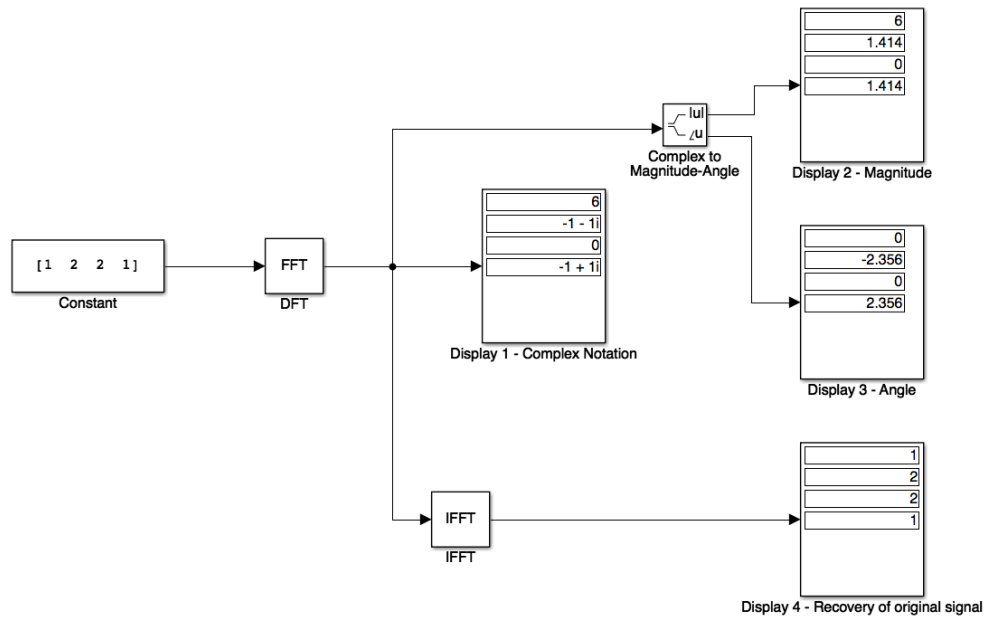 [1 2 2 1]
Constant
FFT
DFT
6
-1 - 1i
0
-1 + 1i
Display 1 - Complex Notation
|u|
∠u
Complex to
Magnitude-Angle
6
1.414
0
1.414
Display 2 - Magnitude
0
-2.356
0
2.356
Display 3 - Angle
IFFT
IFFT
1
2
2
1
Display 4 - Recovery of original signal